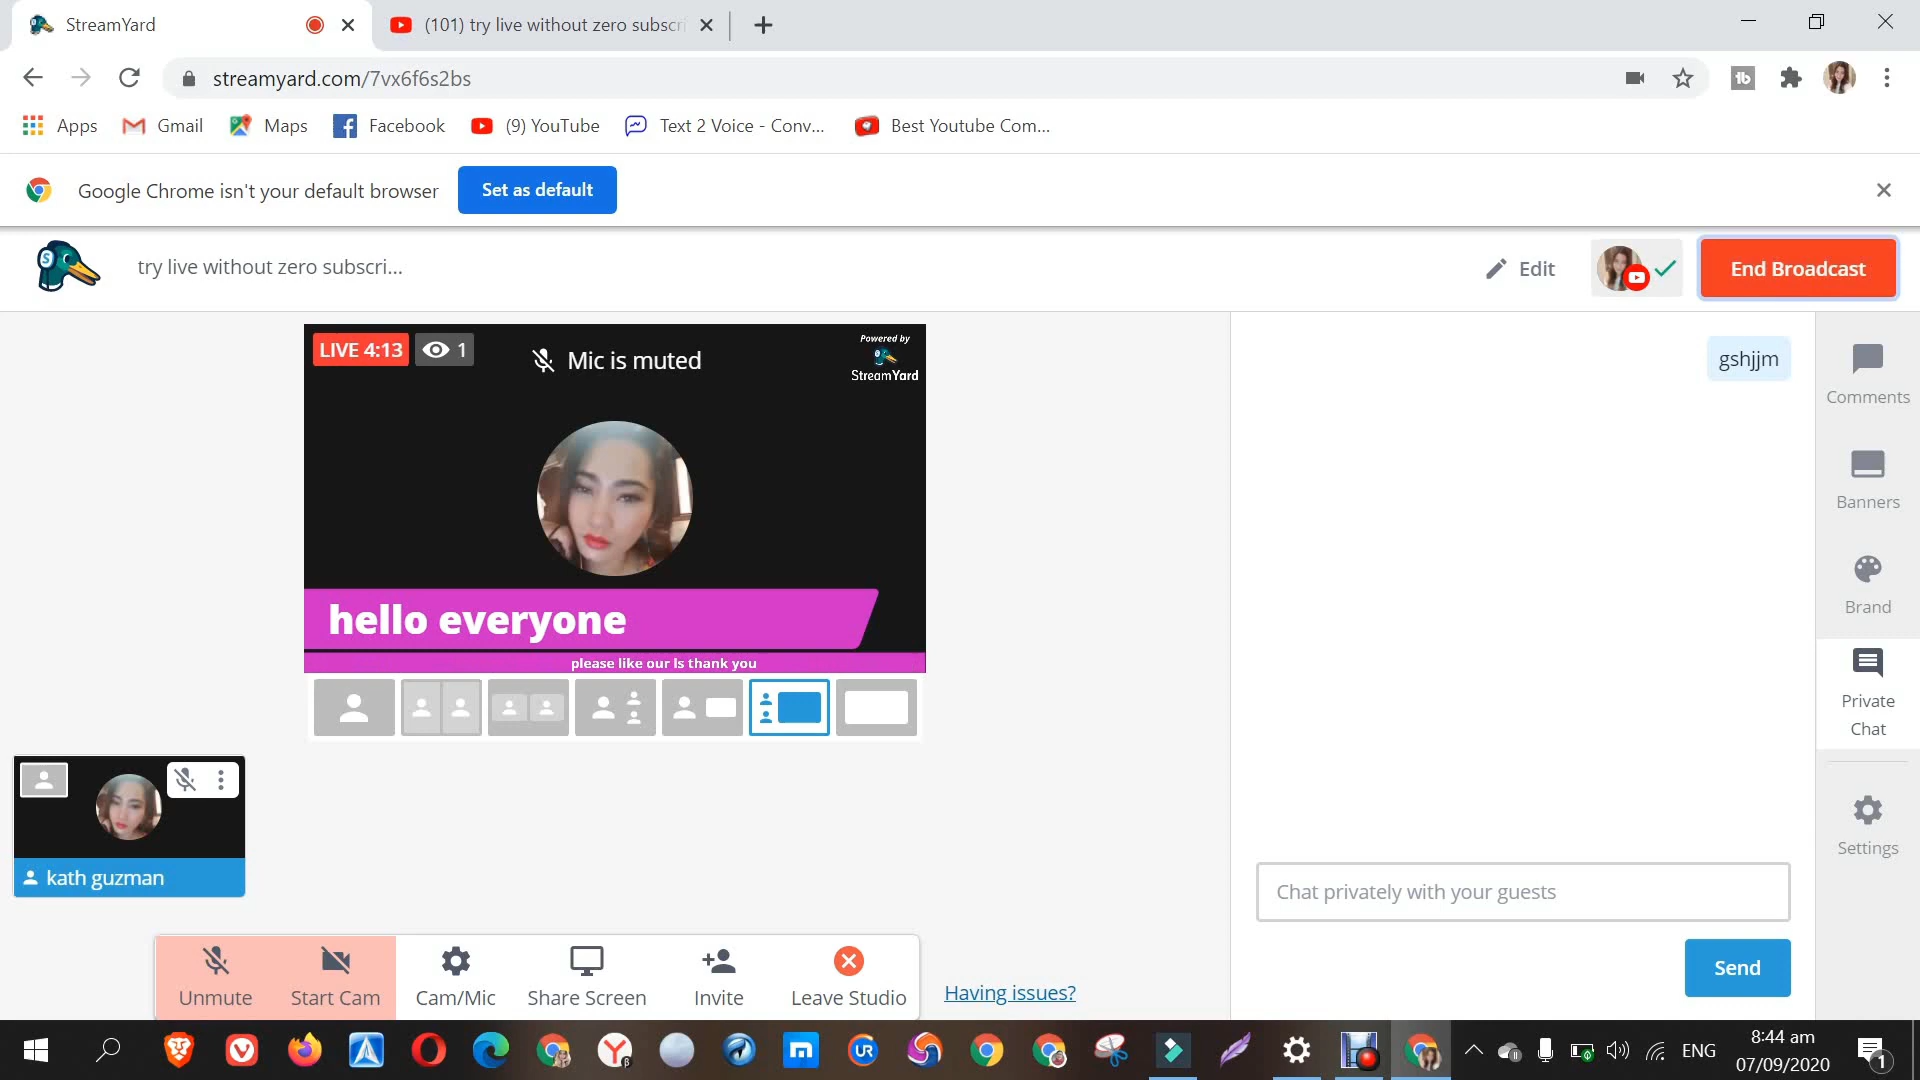 StreamYard
(101) try live without zero subscri
streamyard.com/7vx6f6s2bs
Apps
Gmail
Maps
Facebook
(9) YouTube
Text 2 Voice - Conv...
Best Youtube Com...
Google Chrome isn't your default browser
Set as default
try live without zero subscri...
Edit
End Broadcast
LIVE 4:13
1
Mic is muted
Powered by
StreamYard
hello everyone
please like our ls thank you
kath guzman
gshjjm
Comments
Banners
Brand
Private
Chat
Settings
Chat privately with your guests
Send
Unmute
Start Cam
Cam/Mic
Share Screen
Invite
Leave Studio
Having issues?
ENG
8:44 am
07/09/2020
1